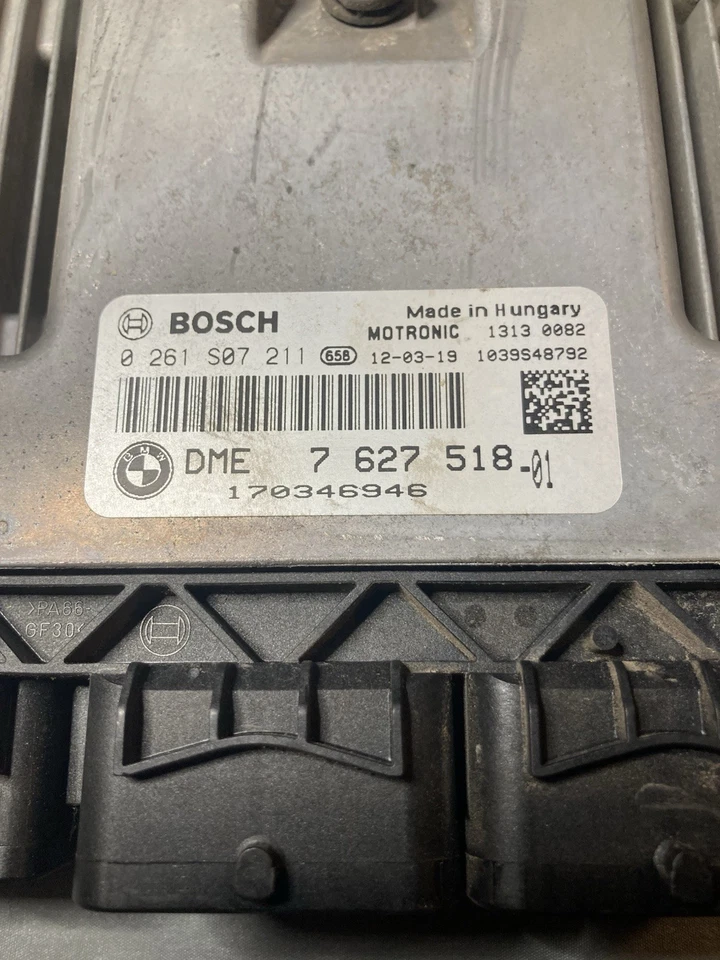 BOSCH Made in Hungary
MOTRONIC 1313 0082
0 261 S07 211 658 12-03-19 1039S48792
BMW DME 7 627 518-01
170346946
>PA66-
GF30<